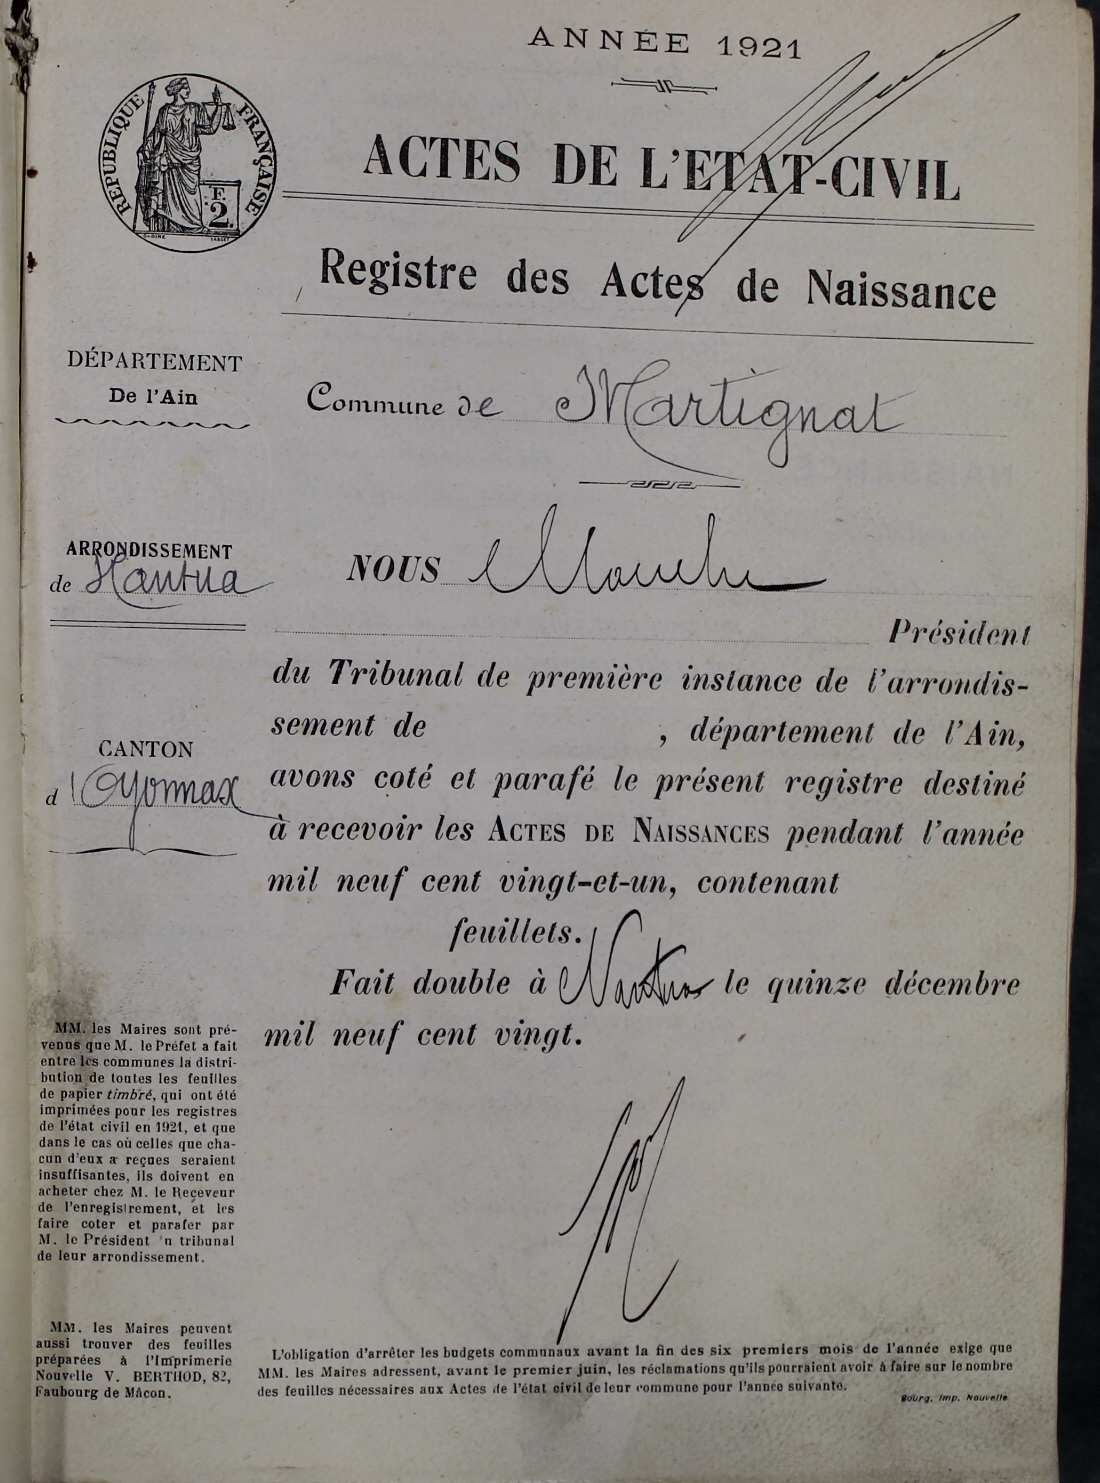 ANNÉE 1921
RÉPUBLIQUE FRANÇAISE
F
2.
ACTES DE L'ETAT-CIVIL
Registre des Actes de Naissance
DÉPARTEMENT
De l'Ain
Commune de Martignat
ARRONDISSEMENT
de Nantua
NOUS
Président
du Tribunal de première instance de l'arrondis-
sement de , département de l'Ain,
CANTON
d'Oyonnax
avons coté et parafé le présent registre destiné
à recevoir les ACTES DE NAISSANCES pendant l'année
mil neuf cent vingt-et-un, contenant
feuillets.
Fait double à Nantua le quinze décembre
mil neuf cent vingt.
MM. les Maires sont pré-
venus que M. le Préfet a fait
entre les communes la distri-
bution de toutes les feuilles
de papier timbré, qui ont été
imprimées pour les registres
de l'état civil en 1921, et que
dans le cas où celles que cha-
cun d'eux a reçues seraient
insuffisantes, ils doivent en
acheter chez M. le Receveur
de l'enregistrement, et les
faire coter et parafer par
M. le Président 'u tribunal
de leur arrondissement.
MM. les Maires peuvent
aussi trouver des feuilles
préparées à l'Imprimerie
Nouvelle V. BERTHOD, 82,
Faubourg de Mâcon.
L'obligation d'arrêter les budgets communaux avant la fin des six premiers mois de l'année exige que
MM. les Maires adressent, avant le premier juin, les réclamations qu'ils pourraient avoir à faire sur le nombre
des feuilles nécessaires aux Actes de l'état civil de leur commune pour l'année suivante.
Bourg, Imp. Nouvelle